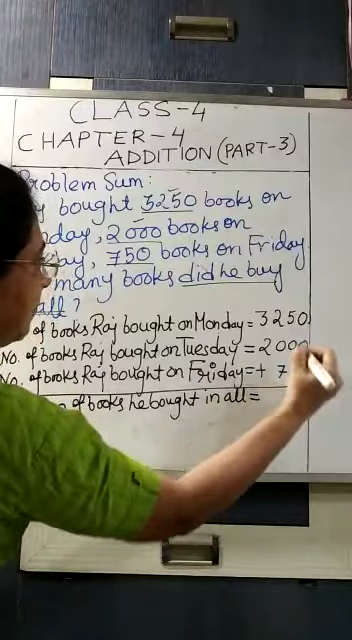 CLASS-4
CHAPTER-4
ADDITION (PART-3)
Problem Sum:
bought 3250 books on
2000 books on
750 books on Friday.
many books did he buy
all?
of books Raj bought on Monday = 3250
No. of books Raj bought on Tuesday = 2000
No. of books Raj bought on Friday = + 7
of books he bought in all =